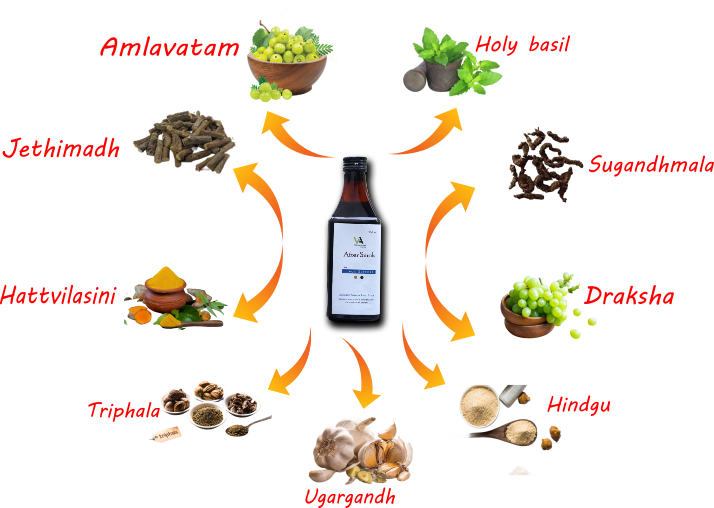 Amlavatam
Holy basil
Jethimadh
Sugandhmala
Hattvilasini
Draksha
Triphala
Hindgu
Ugargandh